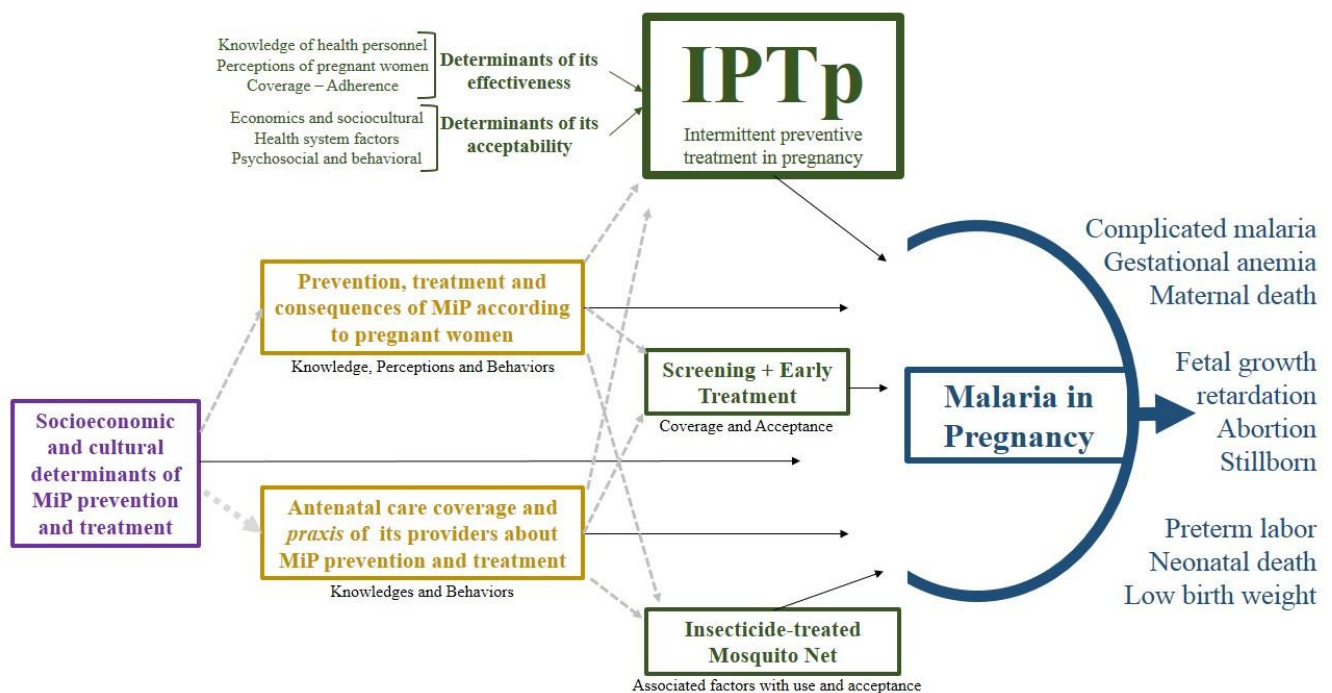 Knowledge of health personnel
Perceptions of pregnant women
Coverage – Adherence
Determinants of its
effectiveness
Economics and sociocultural
Health system factors
Psychosocial and behavioral
Determinants of its
acceptability
IPTp
Intermittent preventive
treatment in pregnancy
Prevention, treatment and
consequences of MiP according
to pregnant women
Knowledge, Perceptions and Behaviors
Socioeconomic
and cultural
determinants of
MiP prevention
and treatment
Antenatal care coverage and
praxis of its providers about
MiP prevention and treatment
Knowledges and Behaviors
Screening + Early
Treatment
Coverage and Acceptance
Insecticide-treated
Mosquito Net
Associated factors with use and acceptance
Malaria in
Pregnancy
Complicated malaria
Gestational anemia
Maternal death
Fetal growth
retardation
Abortion
Stillborn
Preterm labor
Neonatal death
Low birth weight